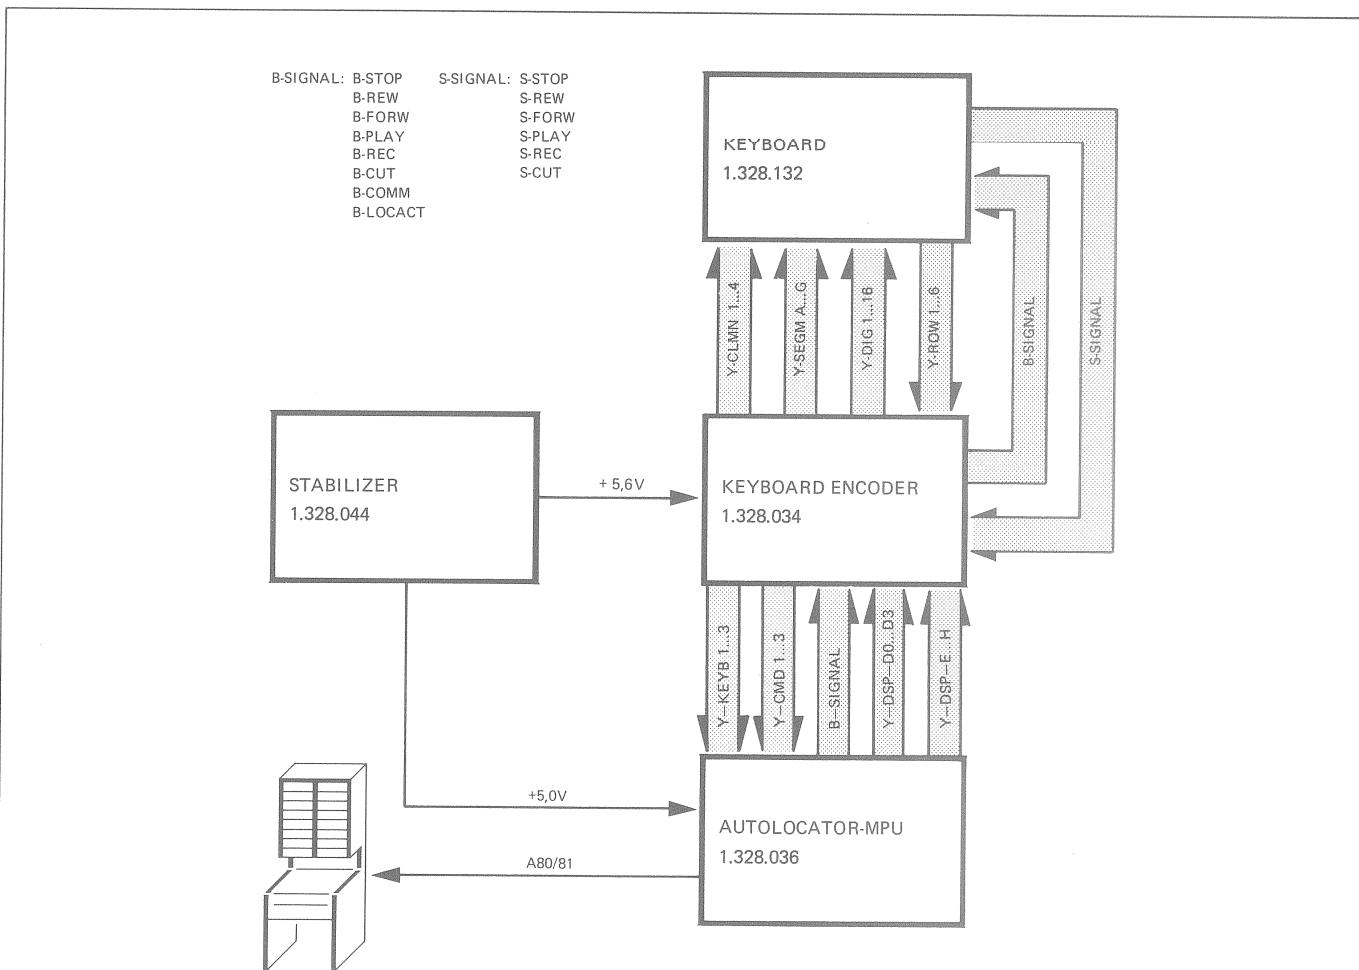 B-SIGNAL: B-STOP S-SIGNAL: S-STOP
B-REW S-REW
B-FORW S-FORW
B-PLAY S-PLAY
B-REC S-REC
B-CUT S-CUT
B-COMM
B-LOCACT
KEYBOARD
1.328.132
Y-CLMN 1...4
Y-SEGM A...G
Y-DIG 1...16
Y-ROW 1...6
B-SIGNAL
S-SIGNAL
STABILIZER
1.328.044
+ 5,6V
KEYBOARD ENCODER
1.328.034
Y-KEYB 1...3
Y-CMD 1...3
B-SIGNAL
Y-DSP-D0...D3
Y-DSP-E...H
+5,0V
AUTOLOCATOR-MPU
1.328.036
A80/81